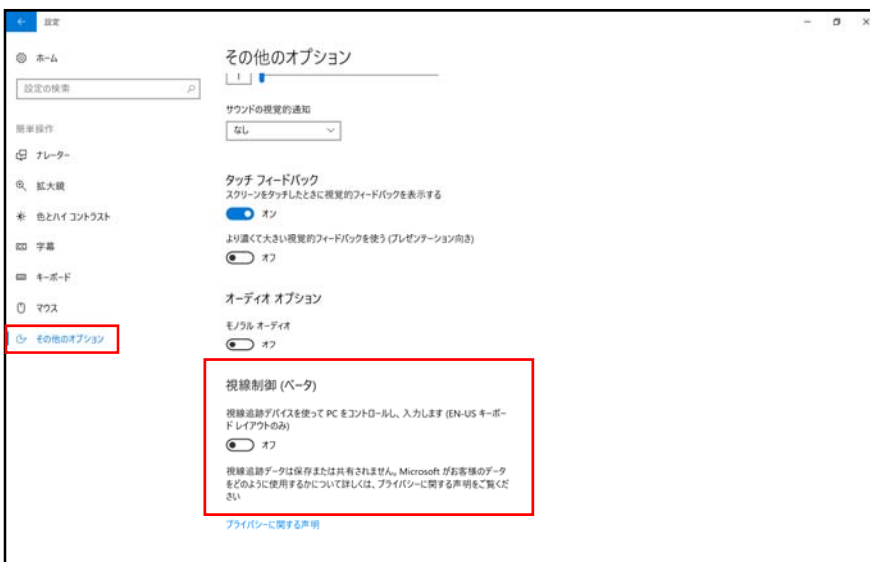 設定
ホーム
設定の検索
簡単操作
ナレーター
拡大鏡
色とハイ コントラスト
字幕
キーボード
マウス
その他のオプション
その他のオプション
サウンドの視覚的通知
なし
タッチ フィードバック
スクリーンをタッチしたときに視覚的フィードバックを表示する
オン
より濃くて大きい視覚的フィードバックを使う (プレゼンテーション向き)
オフ
オーディオ オプション
モノラル オーディオ
オフ
視線制御 (ベータ)
視線追跡デバイスを使って PC をコントロールし、入力します (EN-US キーボー
ド レイアウトのみ)
オフ
視線追跡データは保存または共有されません。Microsoft がお客様のデータ
をどのように使用するかについて詳しくは、プライバシーに関する声明をご覧くだ
さい
プライバシーに関する声明